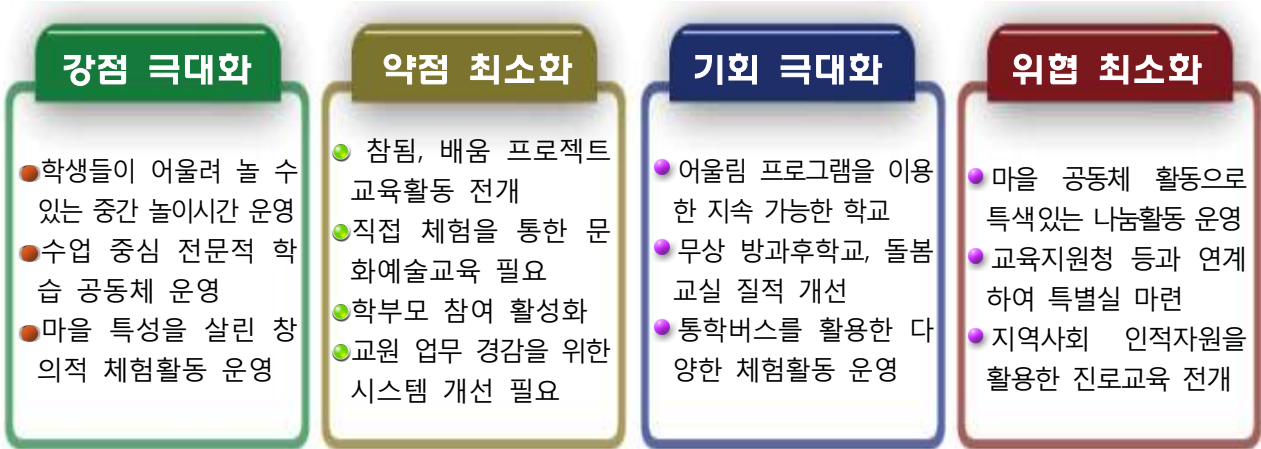 강점 극대화
학생들이 어울려 놀 수
있는 중간 놀이시간 운영
수업 중심 전문적 학
습 공동체 운영
마을 특성을 살린 창
의적 체험활동 운영
약점 최소화
참됨, 배움 프로젝트
교육활동 전개
직접 체험을 통한 문
화예술교육 필요
학부모 참여 활성화
교원 업무 경감을 위한
시스템 개선 필요
기회 극대화
어울림 프로그램을 이용
한 지속 가능한 학교
무상 방과후학교, 돌봄
교실 질적 개선
통학버스를 활용한 다
양한 체험활동 운영
위협 최소화
마을 공동체 활동으로
특색있는 나눔활동 운영
교육지원청 등과 연계
하여 특별실 마련
지역사회 인적자원을
활용한 진로교육 전개